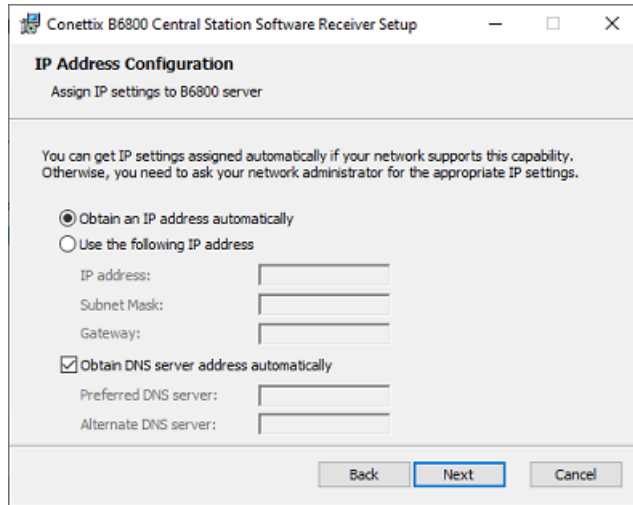 Conettix B6800 Central Station Software Receiver Setup
IP Address Configuration
Assign IP settings to B6800 server
You can get IP settings assigned automatically if your network supports this capability.
Otherwise, you need to ask your network administrator for the appropriate IP settings.
Obtain an IP address automatically
Use the following IP address
IP address:
Subnet Mask:
Gateway:
Obtain DNS server address automatically
Preferred DNS server:
Alternate DNS server:
Back Next Cancel